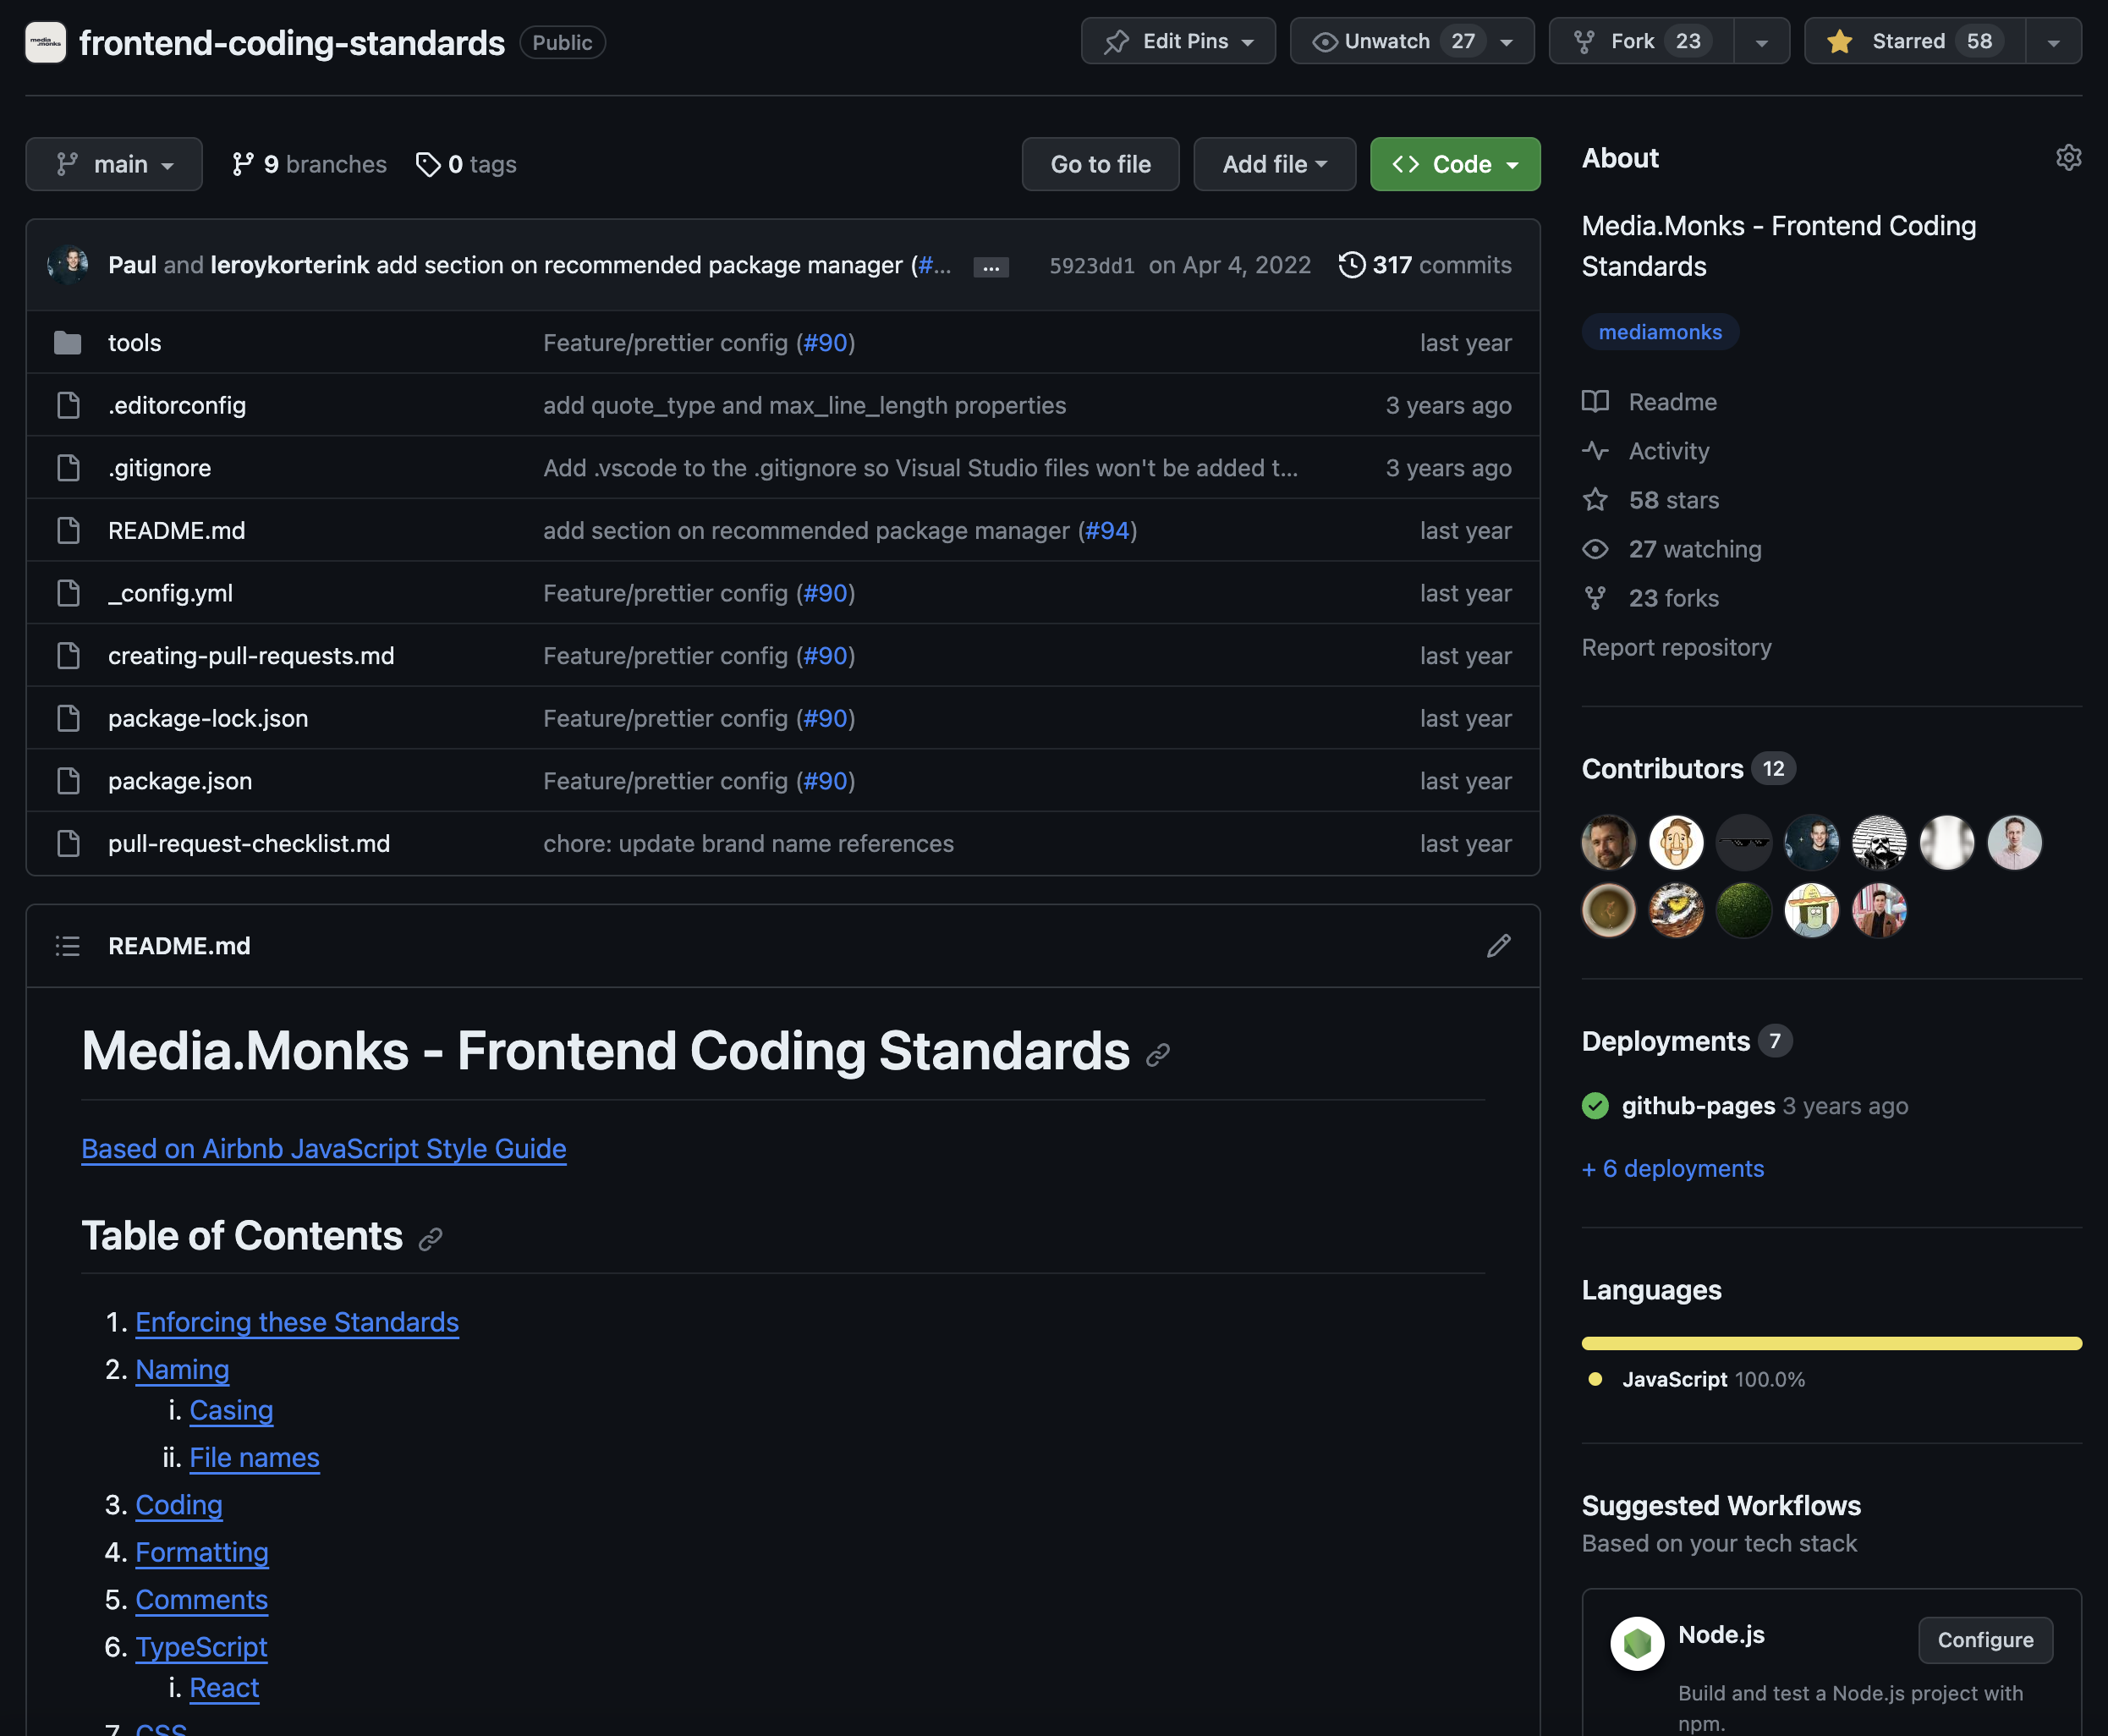 media.monks
frontend-coding-standards Public
Edit Pins
Unwatch 27
Fork 23
Starred 58
main
9 branches
0 tags
Go to file
Add file
Code
Paul and leroykorterink add section on recommended package manager (#... ... 5923dd1 on Apr 4, 2022 317 commits
tools Feature/prettier config (#90) last year
.editorconfig add quote_type and max_line_length properties 3 years ago
.gitignore Add .vscode to the .gitignore so Visual Studio files won't be added t... 3 years ago
README.md add section on recommended package manager (#94) last year
_config.yml Feature/prettier config (#90) last year
creating-pull-requests.md Feature/prettier config (#90) last year
package-lock.json Feature/prettier config (#90) last year
package.json Feature/prettier config (#90) last year
pull-request-checklist.md chore: update brand name references last year
README.md
Media.Monks - Frontend Coding Standards
Based on Airbnb JavaScript Style Guide
Table of Contents
1. Enforcing these Standards
2. Naming
i. Casing
ii. File names
3. Coding
4. Formatting
5. Comments
6. TypeScript
i. React
7. CSS
About
Media.Monks - Frontend Coding
Standards
mediamonks
Readme
Activity
58 stars
27 watching
23 forks
Report repository
Contributors 12
Deployments 7
github-pages 3 years ago
+ 6 deployments
Languages
JavaScript 100.0%
Suggested Workflows
Based on your tech stack
Node.js
Configure
Build and test a Node.js project with
npm.